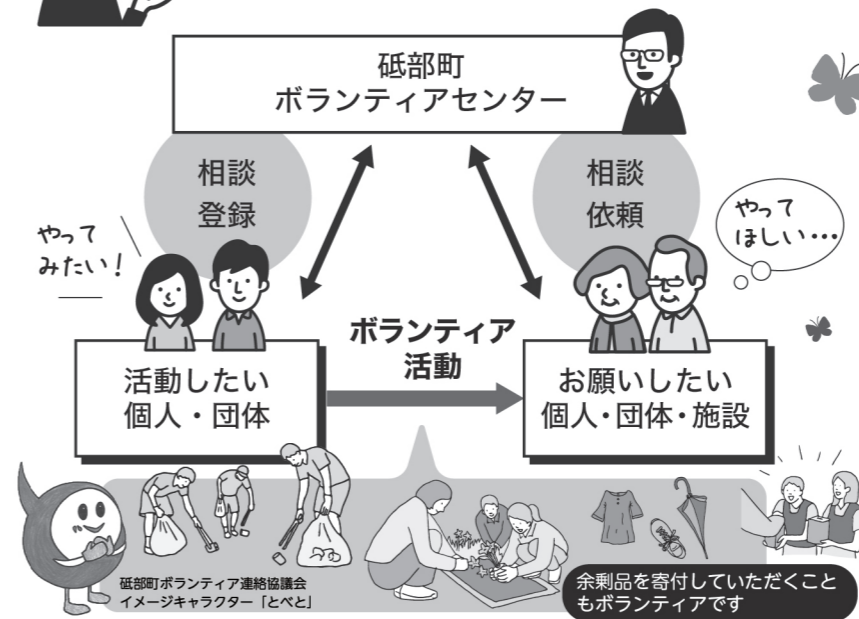 砥部町
ボランティアセンター
相談
登録
相談
依頼
やって
みたい！
やって
ほしい…
ボランティア
活動
活動したい
個人・団体
お願いしたい
個人・団体・施設
砥部町ボランティア連絡協議会
イメージキャラクター「とべと」
余剰品を寄付していただくこと
もボランティアです